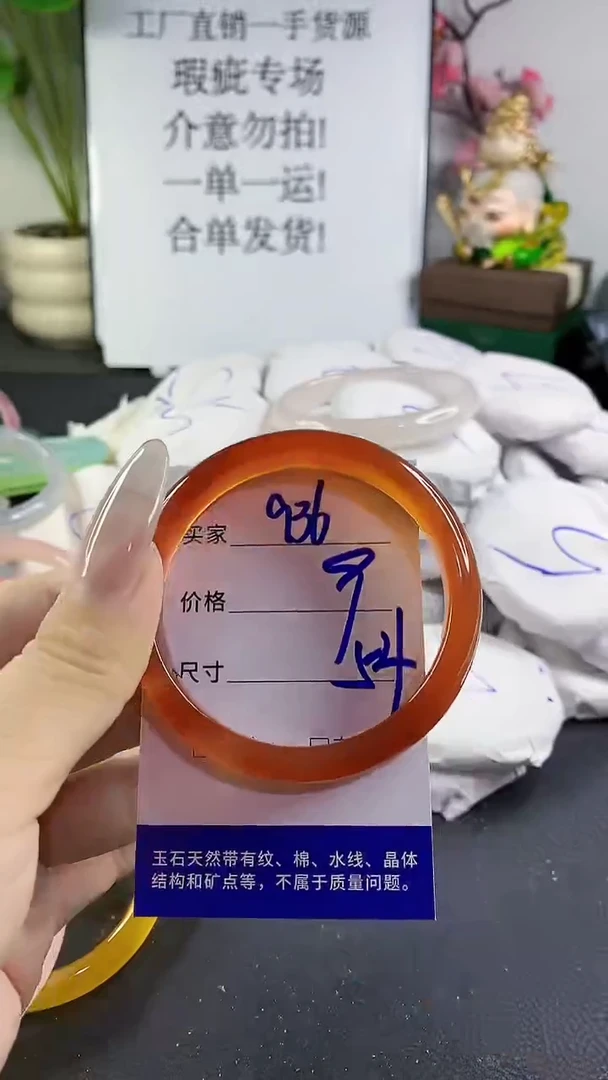 工厂直销一手货源
瑕疵专场
介意勿拍!
一单一运!
合单发货!
买家 936
价格 9
尺寸 54
玉石天然带有纹、棉、水线、晶体
结构和矿点等，不属于质量问题。